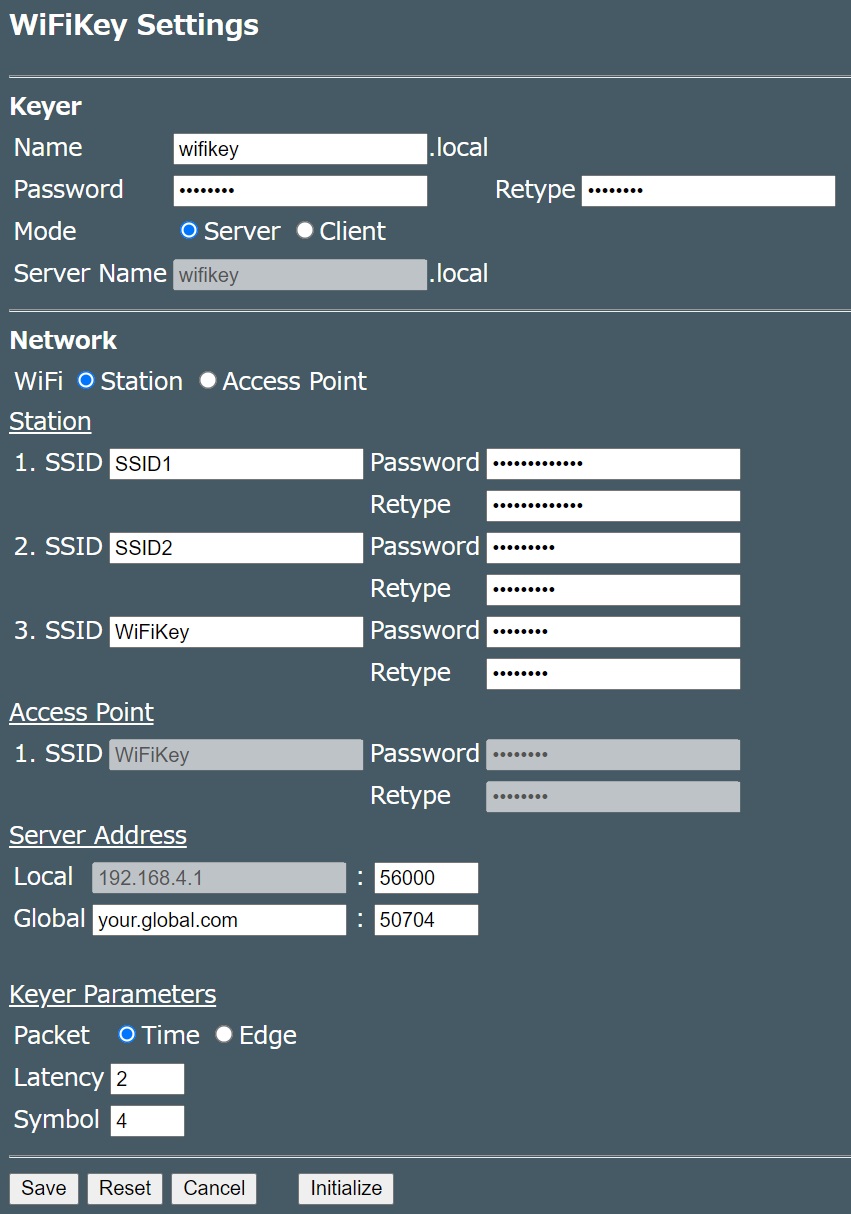 WiFiKey Settings
Keyer
Name wifikey .local
Password •••••••• Retype ••••••••
Mode Server Client
Server Name wifikey .local
Network
WiFi Station Access Point
Station
1. SSID SSID1 Password •••••••••••••
Retype •••••••••••••
2. SSID SSID2 Password •••••••••
Retype •••••••••
3. SSID WiFiKey Password ••••••••
Retype ••••••••
Access Point
1. SSID WiFiKey Password ••••••••
Retype ••••••••
Server Address
Local 192.168.4.1 : 56000
Global your.global.com : 50704
Keyer Parameters
Packet Time Edge
Latency 2
Symbol 4
Save Reset Cancel Initialize